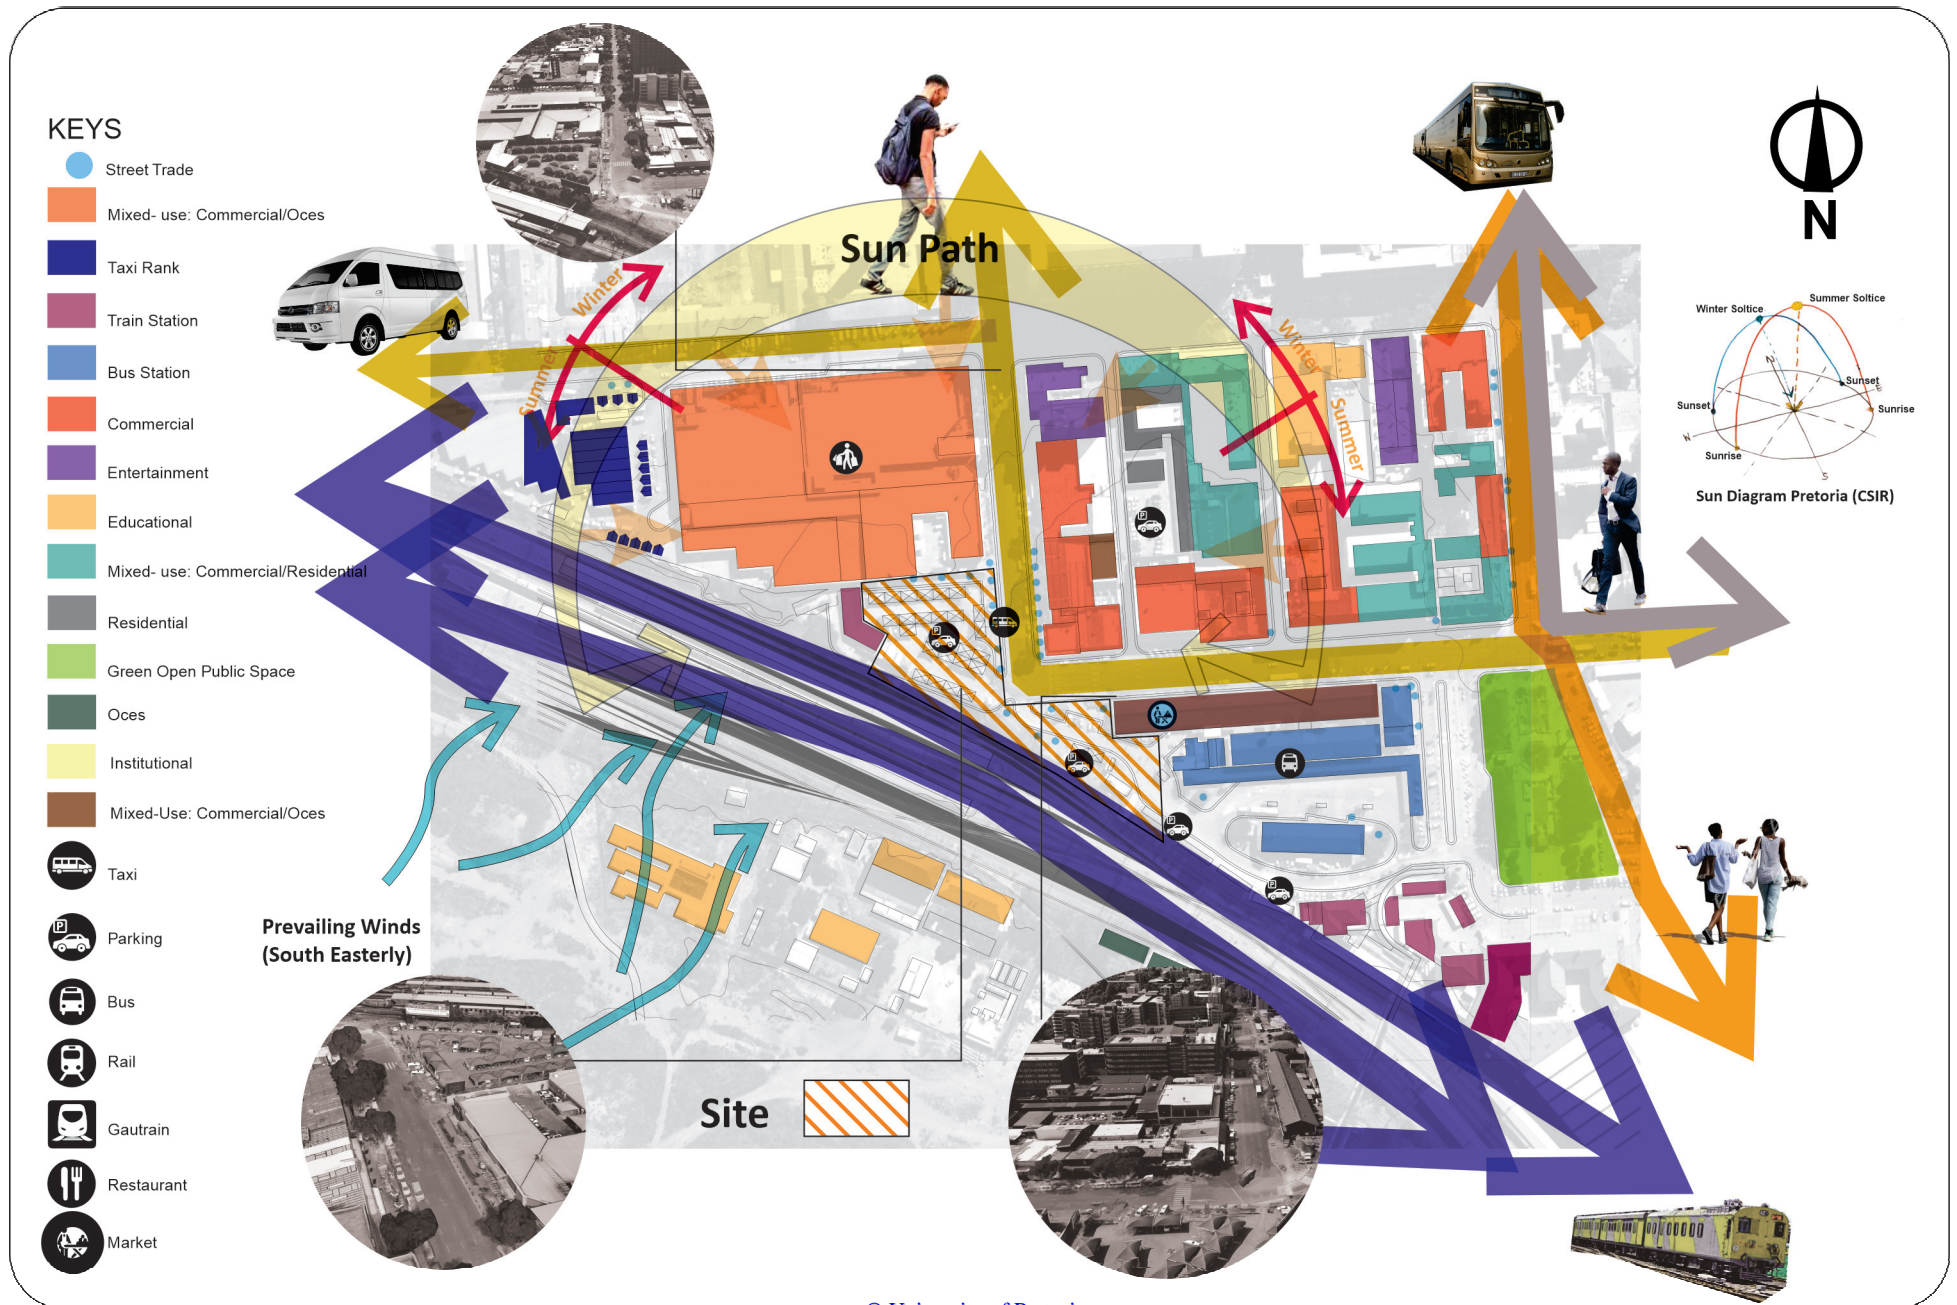 KEYS
Street Trade
Mixed- use: Commercial/Oces
Taxi Rank
Train Station
Bus Station
Commercial
Entertainment
Educational
Mixed- use: Commercial/Residential
Residential
Green Open Public Space
Oces
Institutional
Mixed-Use: Commercial/Oces
Taxi
P
Parking
Bus
Rail
Gautrain
Restaurant
Market
Sun Path
Winter
Summer
Winter
Summer
P
P
P
P
P
N
Winter Soltice
Summer Soltice
N
Sunset
E
Sunset
Sunrise
W
Sunrise
S
Sun Diagram Pretoria (CSIR)
Prevailing Winds
(South Easterly)
Site